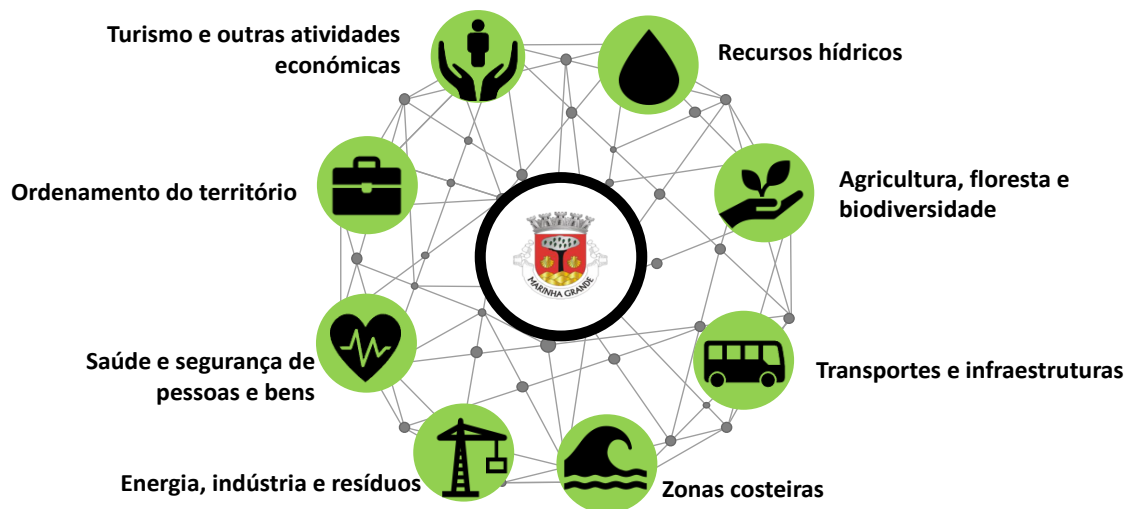 Turismo e outras atividades
económicas
Recursos hídricos
Ordenamento do território
Agricultura, floresta e
biodiversidade
MARINHA GRANDE
Saúde e segurança de
pessoas e bens
Transportes e infraestruturas
Energia, indústria e resíduos
Zonas costeiras